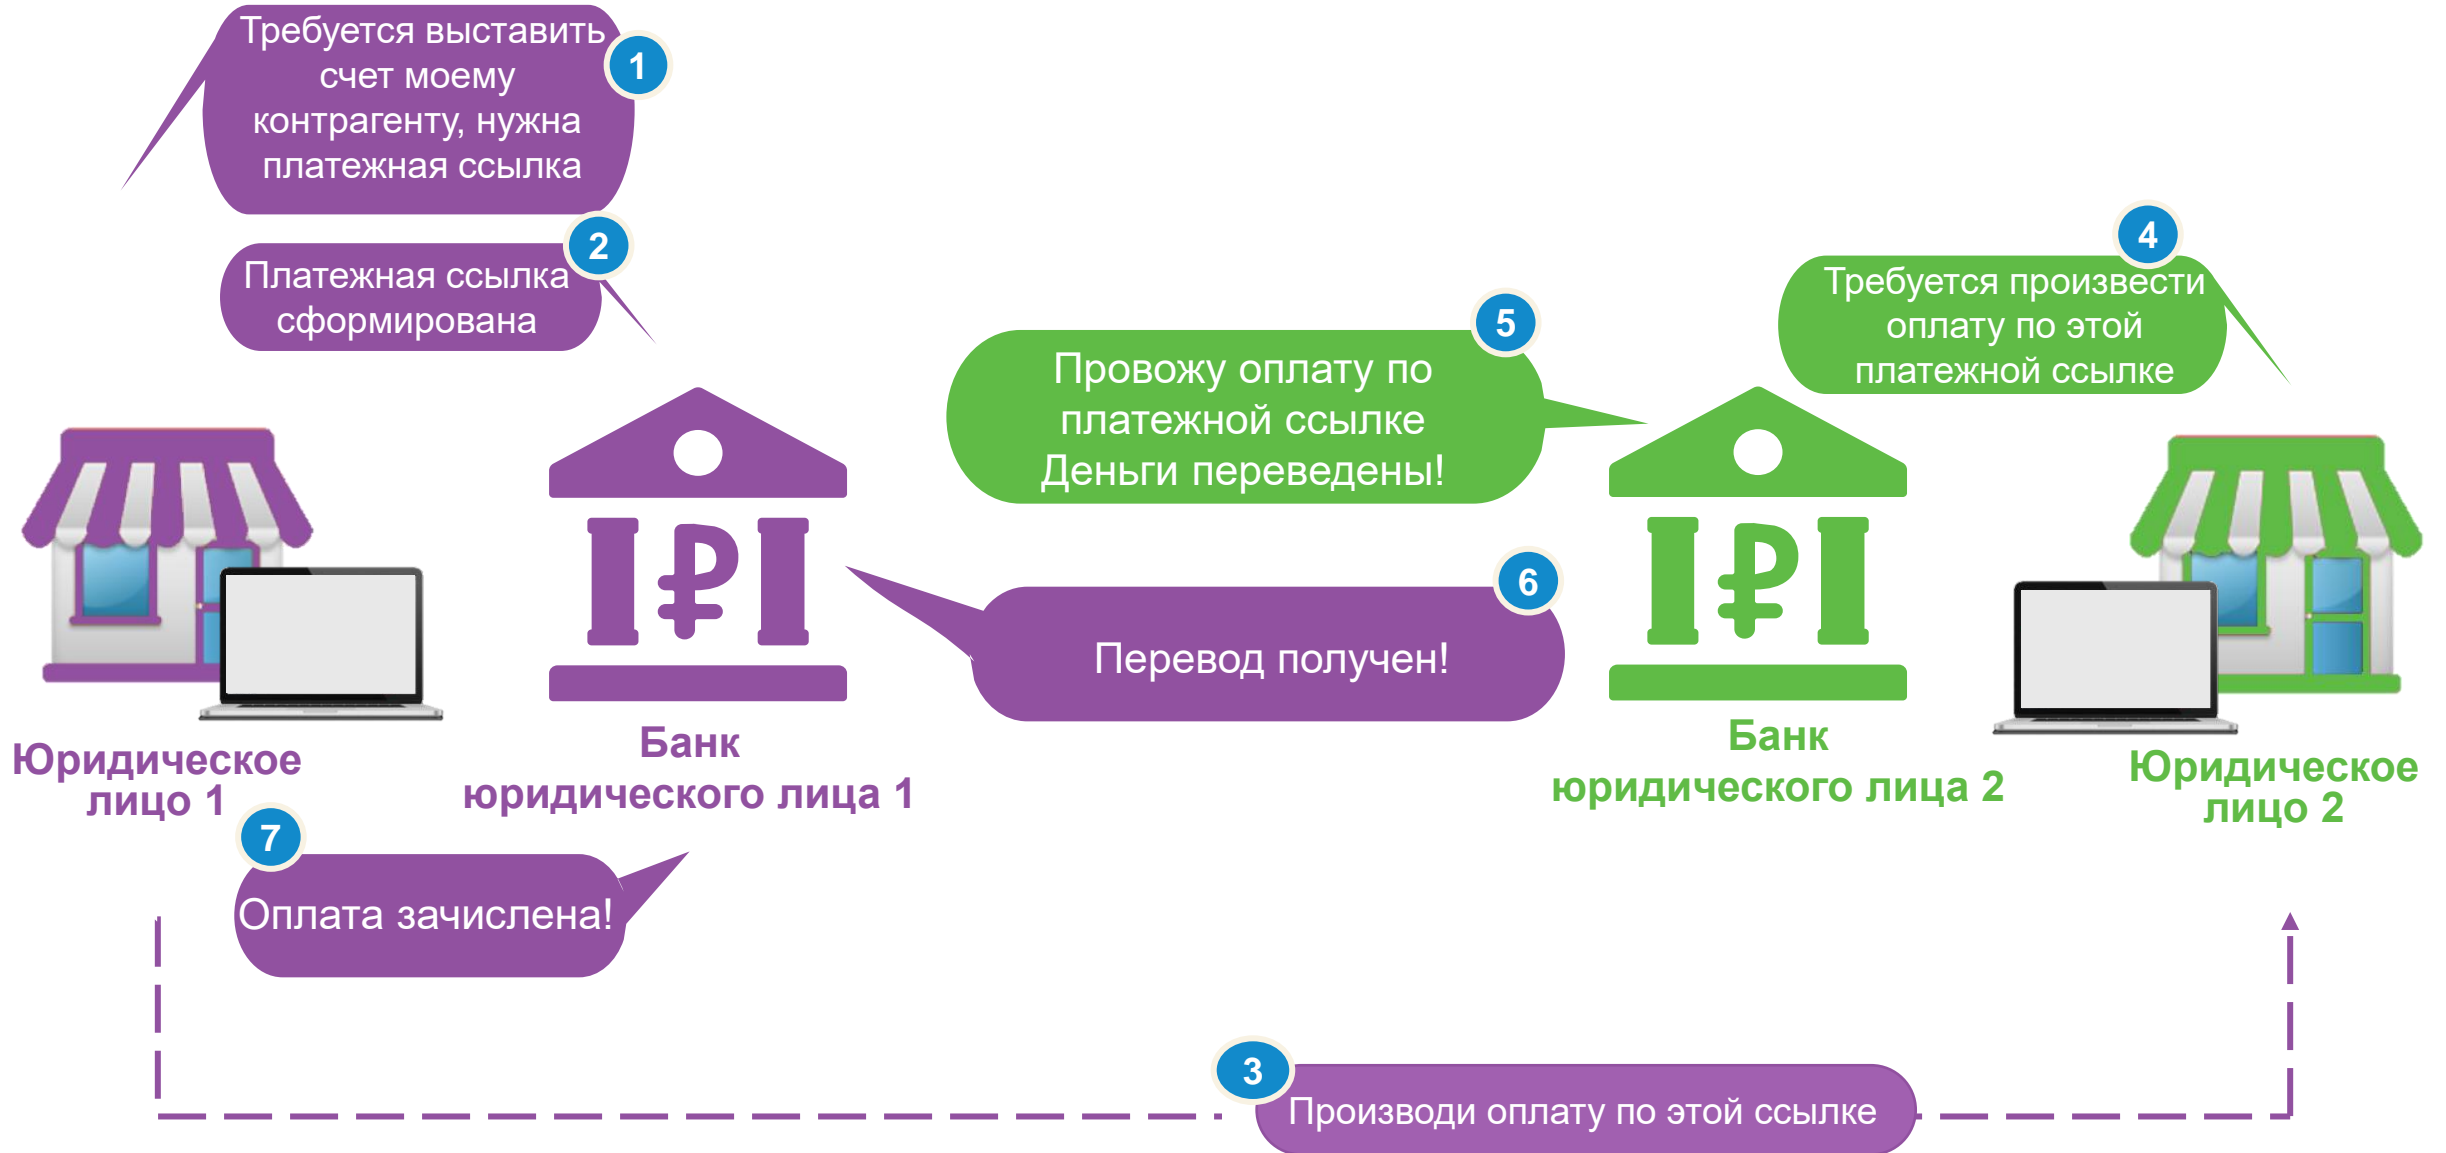 Требуется выставить
счет моему
контрагенту, нужна
платежная ссылка
1
2
Платежная ссылка
сформирована
4
Требуется произвести
оплату по этой
платежной ссылке
5
Провожу оплату по
платежной ссылке
Деньги переведены!
6
Перевод получен!
Юридическое
лицо 1
Банк
юридического лица 1
Банк
юридического лица 2
Юридическое
лицо 2
7
Оплата зачислена!
3
Производи оплату по этой ссылке